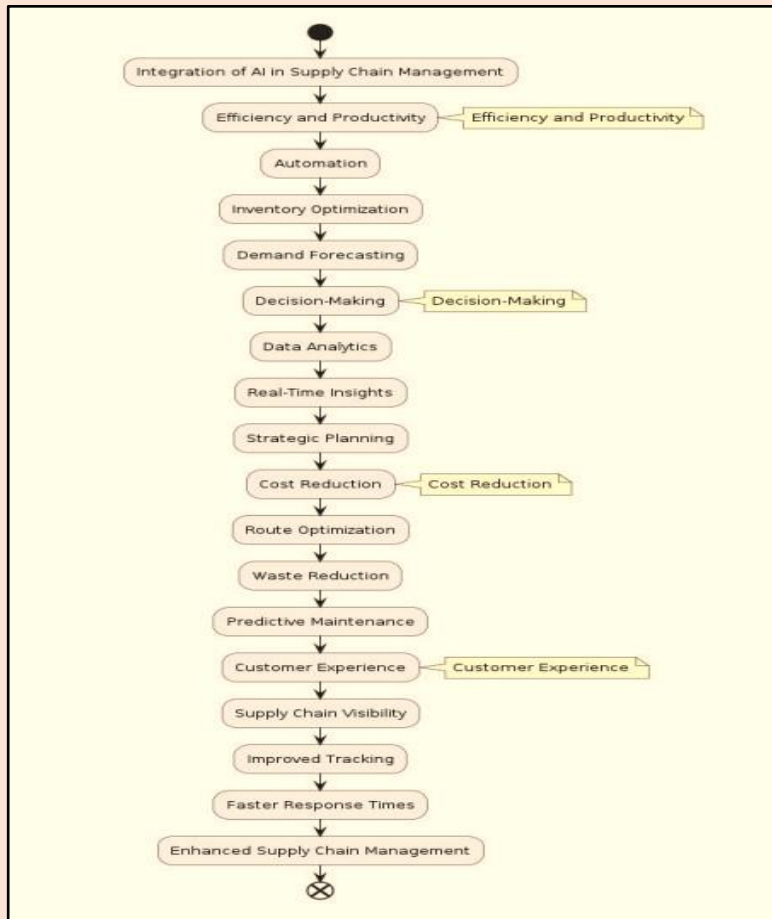 Integration of AI in Supply Chain Management
Efficiency and Productivity
Efficiency and Productivity
Automation
Inventory Optimization
Demand Forecasting
Decision-Making
Decision-Making
Data Analytics
Real-Time Insights
Strategic Planning
Cost Reduction
Cost Reduction
Route Optimization
Waste Reduction
Predictive Maintenance
Customer Experience
Customer Experience
Supply Chain Visibility
Improved Tracking
Faster Response Times
Enhanced Supply Chain Management